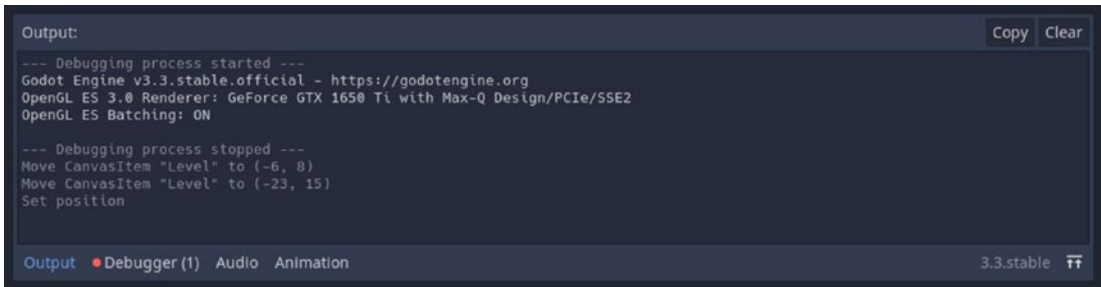 Output:
Copy Clear
--- Debugging process started ---
Godot Engine v3.3.stable.official - https://godotengine.org
OpenGL ES 3.0 Renderer: GeForce GTX 1650 Ti with Max-Q Design/PCIe/SSE2
OpenGL ES Batching: ON
--- Debugging process stopped ---
Move CanvasItem "Level" to (-6, 8)
Move CanvasItem "Level" to (-23, 15)
Set position
Output Debugger (1) Audio Animation
3.3.stable